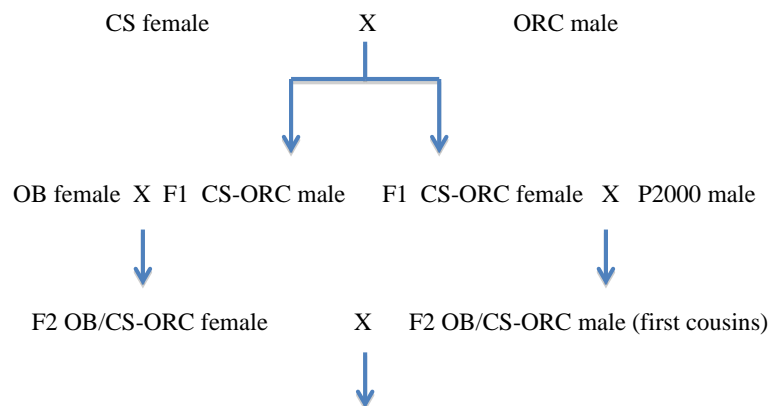 CS female X ORC male
OB female X F1 CS-ORC male F1 CS-ORC female X P2000 male
F2 OB/CS-ORC female X F2 OB/CS-ORC male (first cousins)